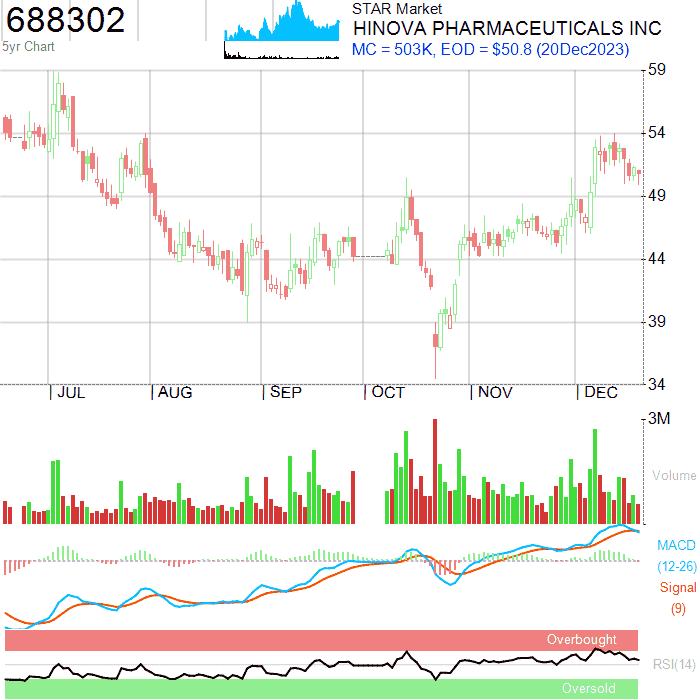 688302
5yr Chart
STAR Market
HINOVA PHARMACEUTICALS INC
MC = 503K, EOD = $50.8 (20Dec2023)
59
54
49
44
39
34
JUL AUG SEP OCT NOV DEC
3M
Volume
MACD
(12-26)
Signal
(9)
Overbought
RSI(14)
Oversold